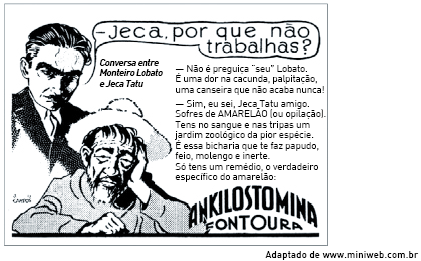 -Jeca, por que não
trabalhas?
Conversa entre
Monteiro Lobato
e Jeca Tatu
— Não é preguiça “seu” Lobato.
É uma dor na cacunda, palpitação,
uma canseira que não acaba nunca!
— Sim, eu sei, Jeca Tatu amigo.
Sofres de AMARELÃO (ou opilação).
Tens no sangue e nas tripas um
jardim zoológico da pior espécie.
É essa bicharia que te faz papudo,
feio, molengo e inerte.
Só tens um remédio, o verdadeiro
específico do amarelão:
ANKILOSTOMINA
FONTOURA
Adaptado de www.miniweb.com.br